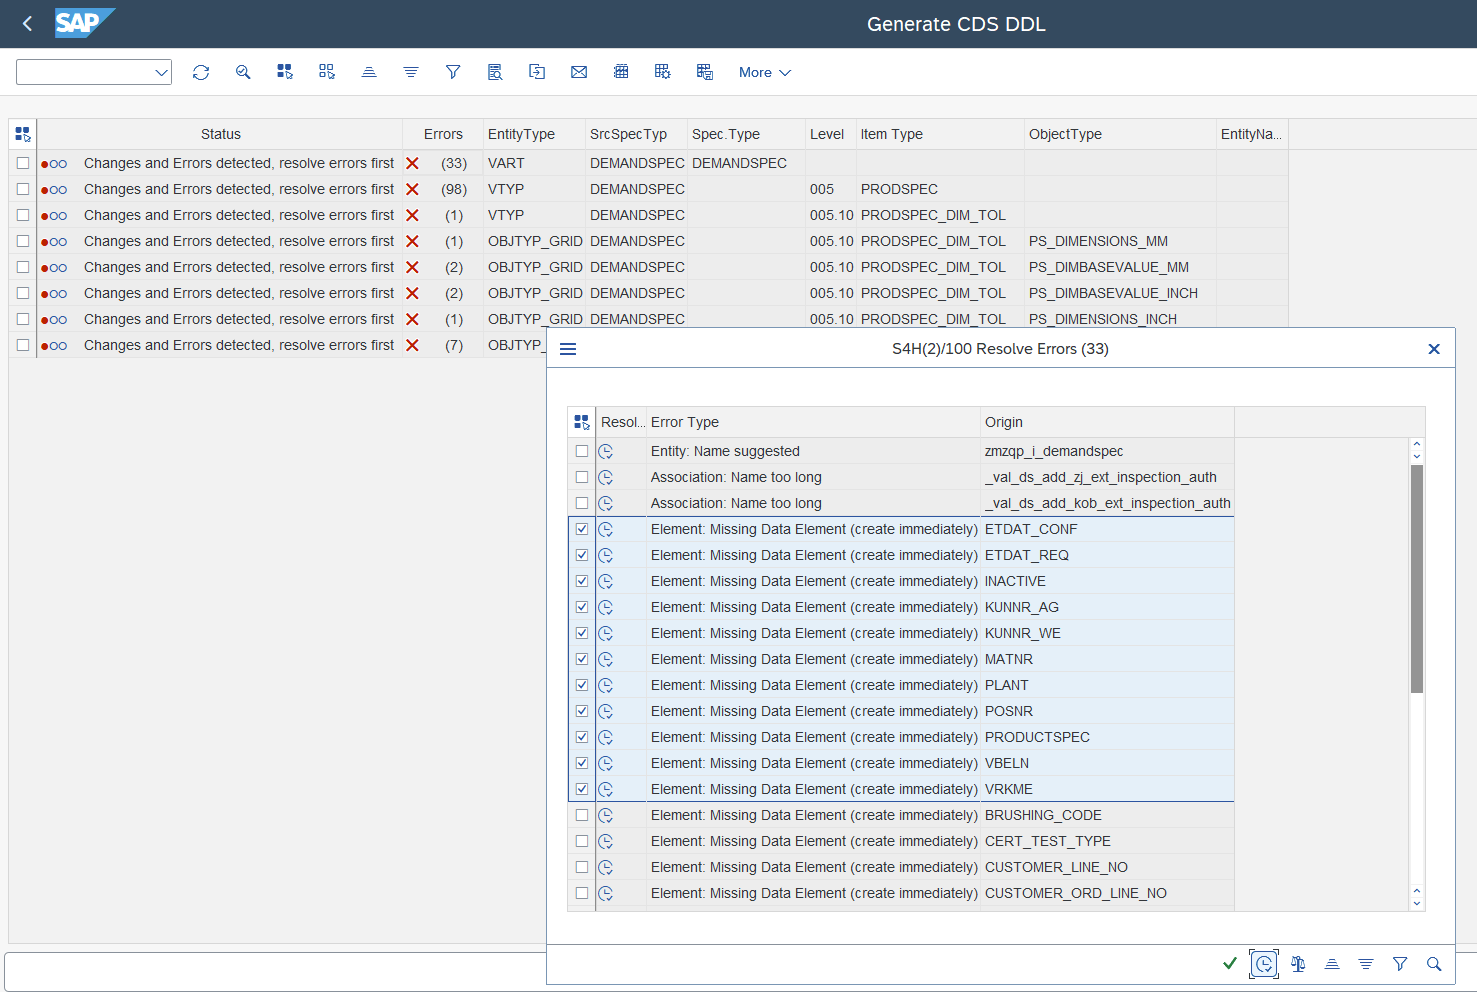 SAP
Generate CDS DDL
More
Status Errors EntityType SrcSpecTyp Spec.Type Level Item Type ObjectType EntityNa...
Changes and Errors detected, resolve errors first (33) VART DEMANDSPEC DEMANDSPEC
Changes and Errors detected, resolve errors first (98) VTYP DEMANDSPEC 005 PRODSPEC
Changes and Errors detected, resolve errors first (1) VTYP DEMANDSPEC 005.10 PRODSPEC_DIM_TOL
Changes and Errors detected, resolve errors first (1) OBJTYP_GRID DEMANDSPEC 005.10 PRODSPEC_DIM_TOL PS_DIMENSIONS_MM
Changes and Errors detected, resolve errors first (2) OBJTYP_GRID DEMANDSPEC 005.10 PRODSPEC_DIM_TOL PS_DIMBASEVALUE_MM
Changes and Errors detected, resolve errors first (2) OBJTYP_GRID DEMANDSPEC 005.10 PRODSPEC_DIM_TOL PS_DIMBASEVALUE_INCH
Changes and Errors detected, resolve errors first (1) OBJTYP_GRID DEMANDSPEC 005.10 PRODSPEC_DIM_TOL PS_DIMENSIONS_INCH
Changes and Errors detected, resolve errors first (7) OBJTYP_
S4H(2)/100 Resolve Errors (33)
Resol... Error Type Origin
Entity: Name suggested zmzqp_i_demandspec
Association: Name too long _val_ds_add_zj_ext_inspection_auth
Association: Name too long _val_ds_add_kob_ext_inspection_auth
Element: Missing Data Element (create immediately) ETDAT_CONF
Element: Missing Data Element (create immediately) ETDAT_REQ
Element: Missing Data Element (create immediately) INACTIVE
Element: Missing Data Element (create immediately) KUNNR_AG
Element: Missing Data Element (create immediately) KUNNR_WE
Element: Missing Data Element (create immediately) MATNR
Element: Missing Data Element (create immediately) PLANT
Element: Missing Data Element (create immediately) POSNR
Element: Missing Data Element (create immediately) PRODUCTSPEC
Element: Missing Data Element (create immediately) VBELN
Element: Missing Data Element (create immediately) VRKME
Element: Missing Data Element (create immediately) BRUSHING_CODE
Element: Missing Data Element (create immediately) CERT_TEST_TYPE
Element: Missing Data Element (create immediately) CUSTOMER_LINE_NO
Element: Missing Data Element (create immediately) CUSTOMER_ORD_LINE_NO